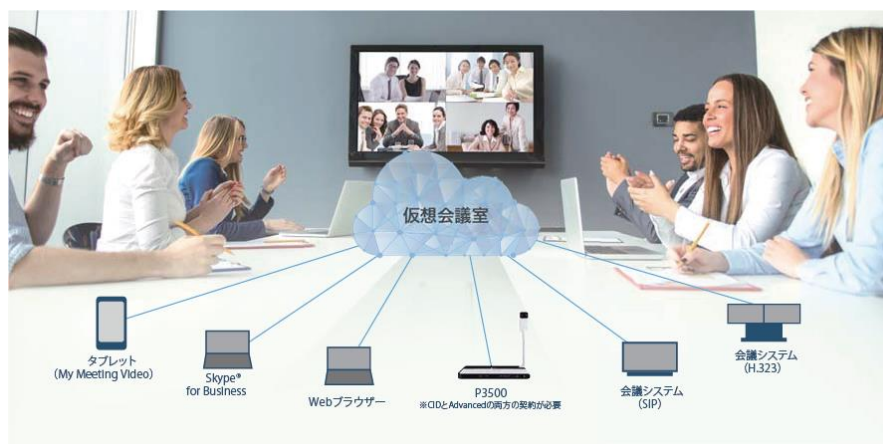 仮想会議室
タブレット
(My Meeting Video)
Skype®
for Business
Webブラウザー
P3500
※CIDとAdvancedの両方の契約が必要
会議システム
(SIP)
会議システム
(H.323)